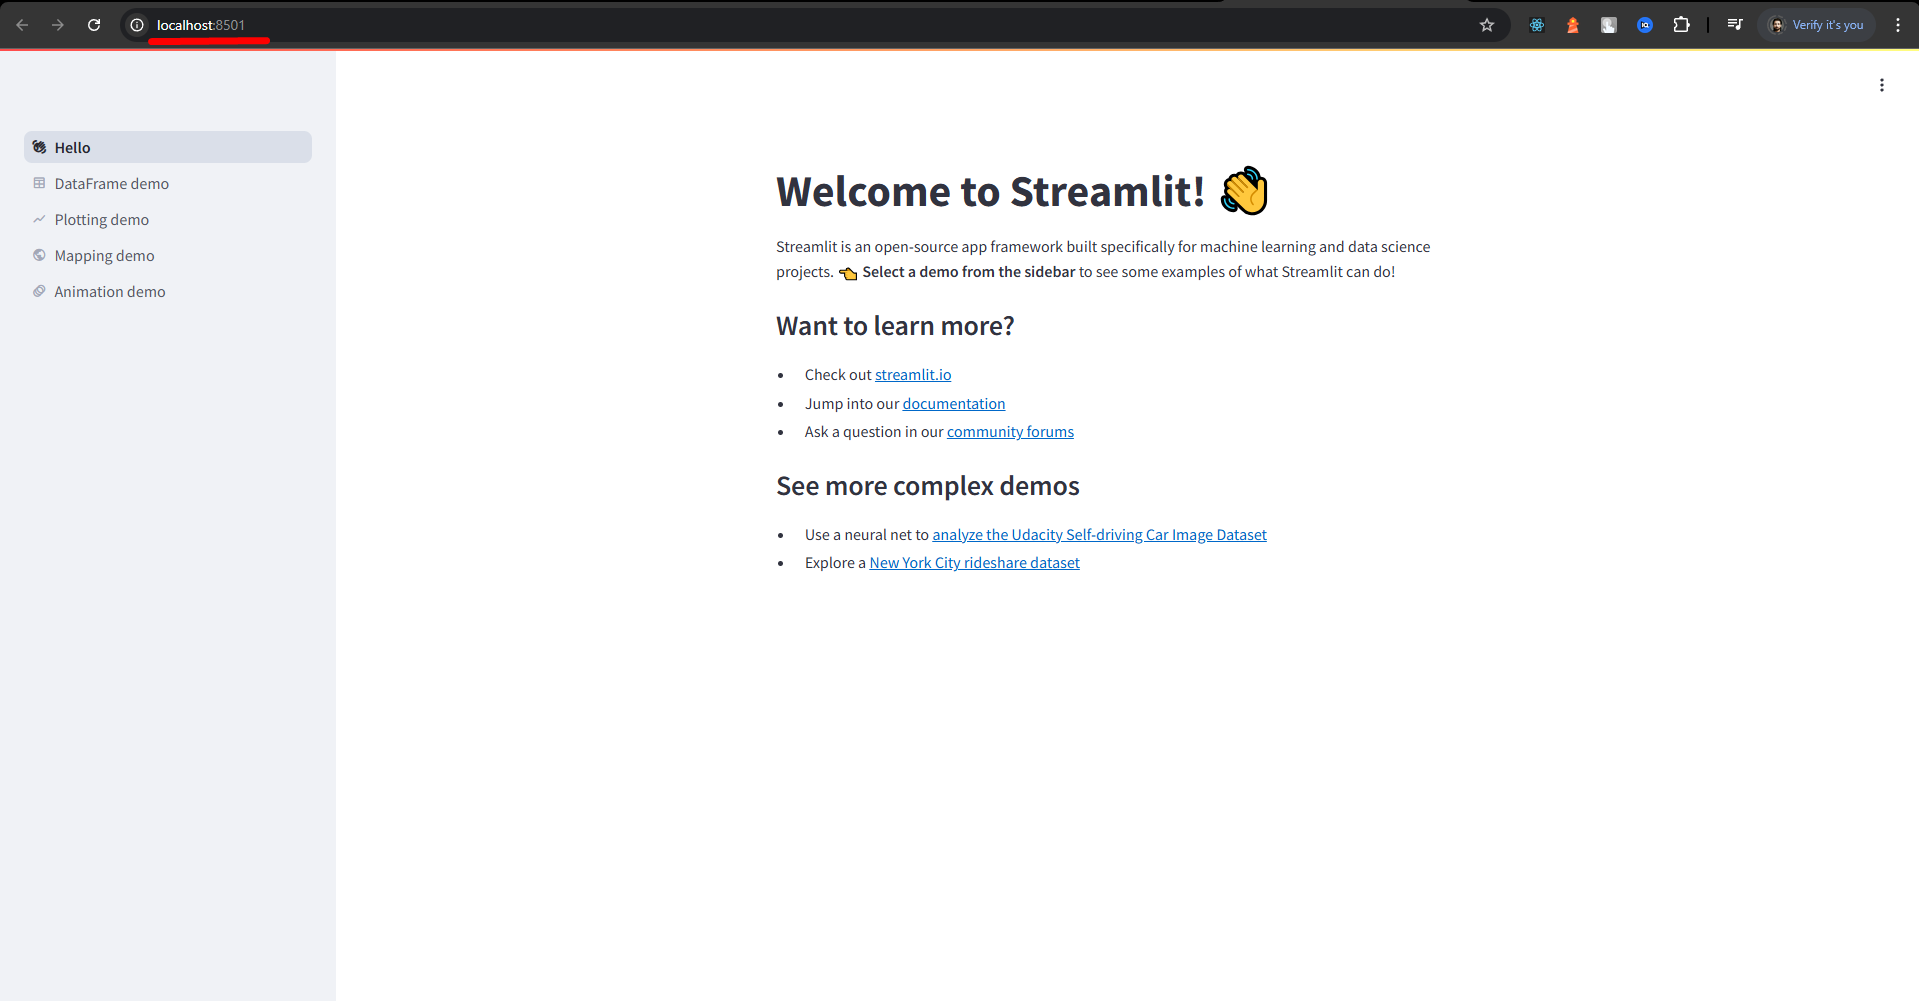 localhost:8501
Verify it's you
Hello
DataFrame demo
Plotting demo
Mapping demo
Animation demo
Welcome to Streamlit! 👋
Streamlit is an open-source app framework built specifically for machine learning and data science
projects. 👈 Select a demo from the sidebar to see some examples of what Streamlit can do!
Want to learn more?
• Check out streamlit.io
• Jump into our documentation
• Ask a question in our community forums
See more complex demos
• Use a neural net to analyze the Udacity Self-driving Car Image Dataset
• Explore a New York City rideshare dataset